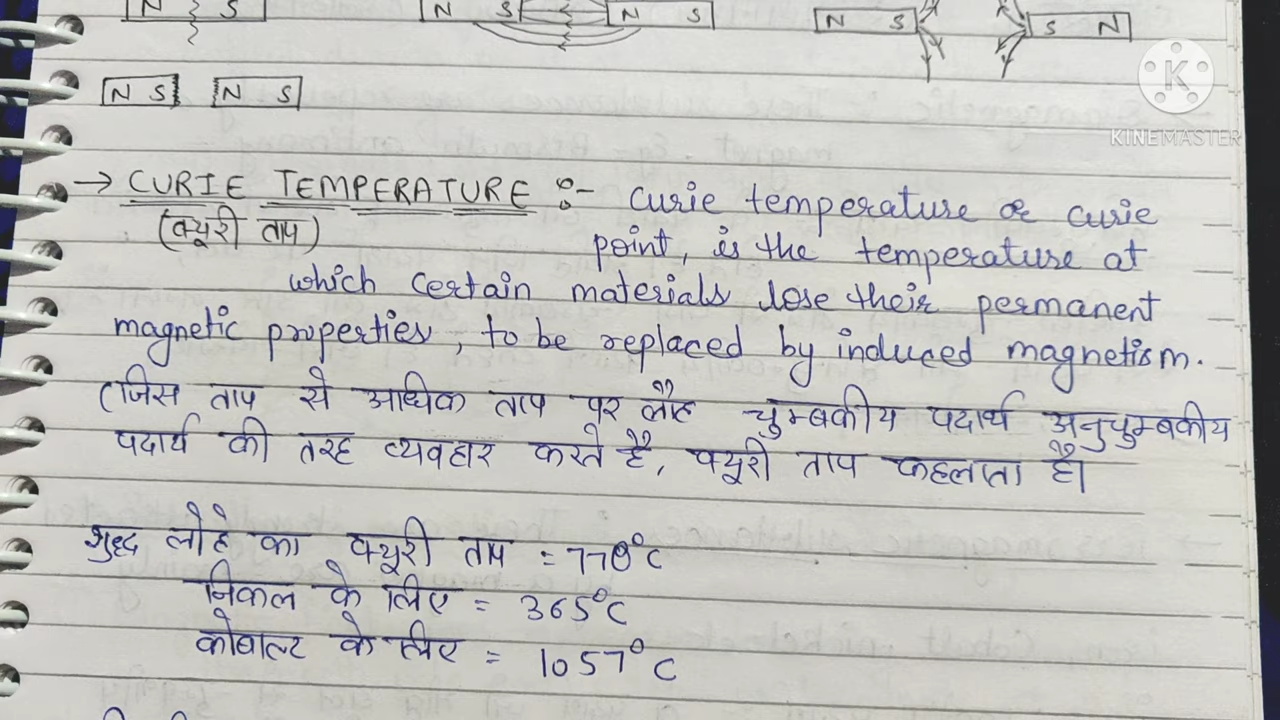 N S N S N S N S S N
N S N S
K
KINEMASTER
→ CURIE TEMPERATURE :- Curie temperature or curie
(क्यूरी ताप) point, is the temperature at
which certain materials lose their permanent
magnetic properties, to be replaced by induced magnetism.
(जिस ताप से अधिक ताप पर लौह चुम्बकीय पदार्थ अनुचुम्बकीय
पदार्थ की तरह व्यवहार करते हैं, क्यूरी ताप कहलाता है।
शुद्ध लोहे का क्यूरी ताप = 770°C
निकल के लिए = 365°C
कोबाल्ट के लिए = 1057°C